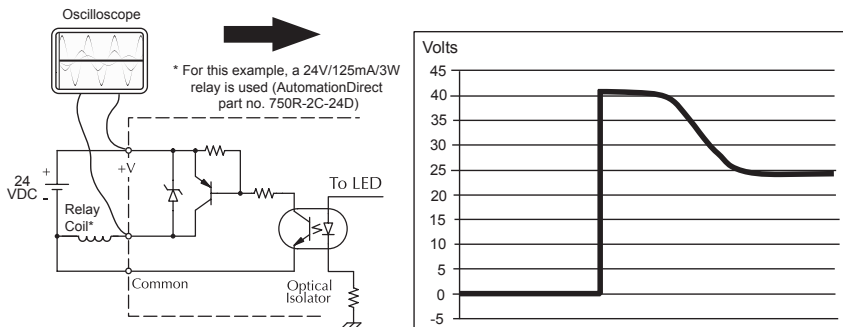 Oscilloscope
* For this example, a 24V/125mA/3W
relay is used (AutomationDirect
part no. 750R-2C-24D)
+V
+
24
VDC
-
Relay
Coil*
To LED
Common
Optical
Isolator
Volts
45
40
35
30
25
20
15
10
5
0
-5